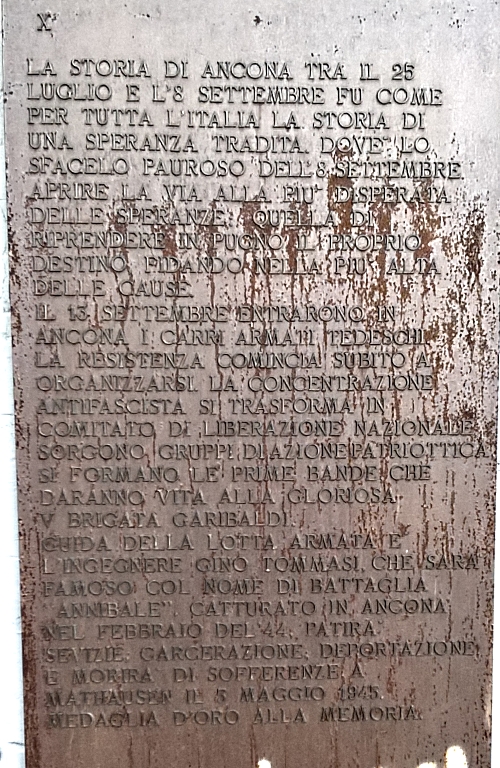 X
LA STORIA DI ANCONA TRA IL 25
LUGLIO E L'8 SETTEMBRE FU COME
PER TUTTA L'ITALIA LA STORIA DI
UNA SPERANZA TRADITA. DOVE LO
SFACELO PAUROSO DELL'8 SETTEMBRE
APRIRE LA VIA ALLA PIU' DISPERATA
DELLE SPERANZE: QUELLA DI
RIPRENDERE IN PUGNO IL PROPRIO
DESTINO, FIDANDO NELLA PIU' ALTA
DELLE CAUSE.
IL 13 SETTEMBRE ENTRARONO IN
ANCONA I CARRI ARMATI TEDESCHI.
LA RESISTENZA COMINCIA SUBITO A
ORGANIZZARSI. LA CONCENTRAZIONE
ANTIFASCISTA SI TRASFORMA IN
COMITATO DI LIBERAZIONE NAZIONALE
SORGONO GRUPPI DI AZIONE PATRIOTTICA
SI FORMANO LE PRIME BANDE CHE
DARANNO VITA ALLA GLORIOSA
V BRIGATA GARIBALDI.
GUIDA DELLA LOTTA ARMATA E'
L'INGEGNERE GINO TOMMASI, CHE SARA'
FAMOSO COL NOME DI BATTAGLIA
"ANNIBALE". CATTURATO IN ANCONA
NEL FEBBRAIO DEL '44, PATIRA'
SEVIZIE, CARCERAZIONE, DEPORTAZIONE,
E MORIRA' DI SOFFERENZE A
MATHAUSEN IL 5 MAGGIO 1945.
MEDAGLIA D'ORO ALLA MEMORIA.